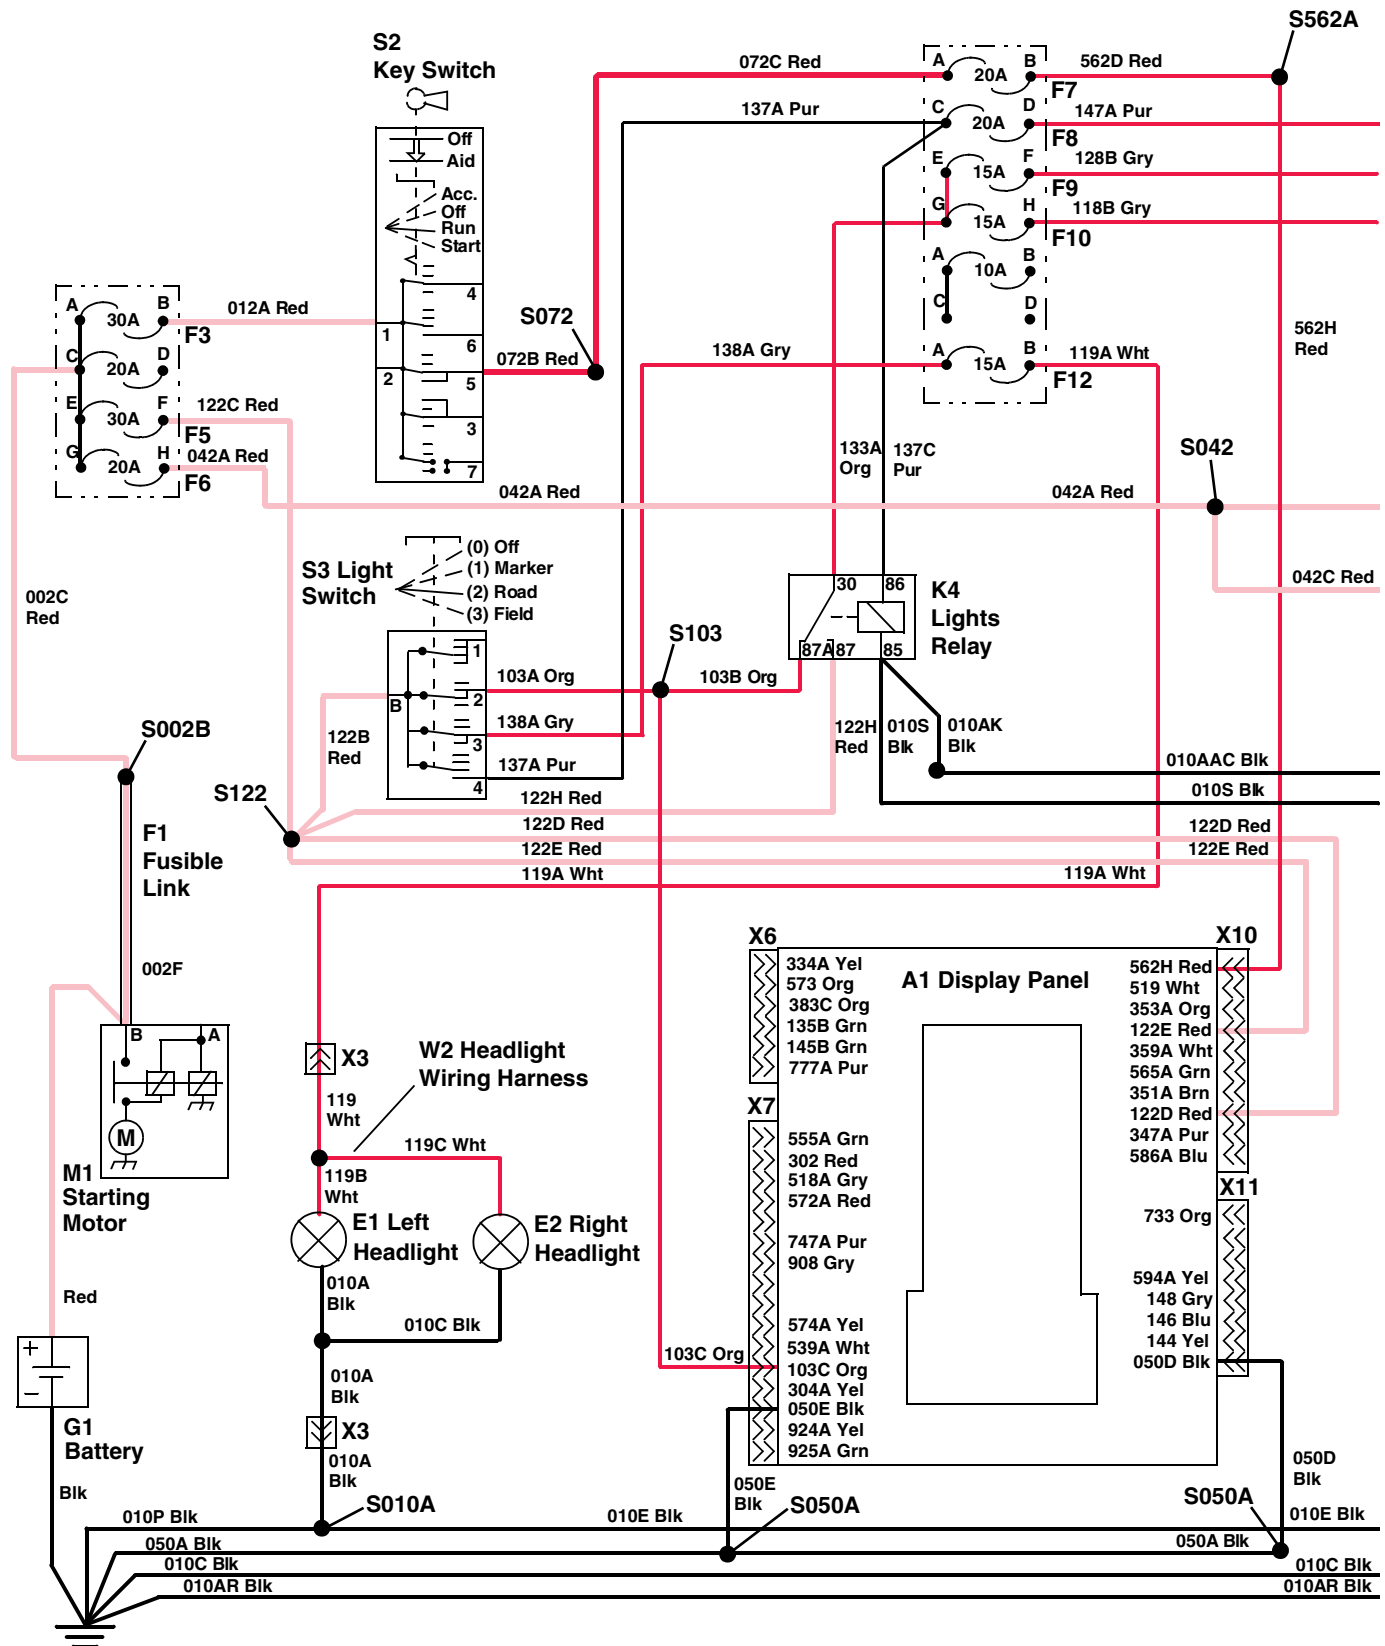 S562A
S2
Key Switch
Off
Aid
Acc.
Off
Run
Start
4
1
6
2
5
3
7
072C Red
137A Pur
A
20A
B
F7
562D Red
C
20A
D
F8
147A Pur
E
15A
F
F9
128B Gry
G
15A
H
F10
118B Gry
A
10A
B
C
D
A
15A
B
F12
119A Wht
562H
Red
A
30A
B
F3
012A Red
C
20A
D
E
30A
F
F5
122C Red
G
20A
H
F6
042A Red
S072
072B Red
138A Gry
133A
Org
137C
Pur
S042
042A Red
042A Red
042C Red
002C
Red
S3 Light
Switch
(0) Off
(1) Marker
(2) Road
(3) Field
1
B
2
3
4
103A Org
138A Gry
137A Pur
S103
103B Org
30
86
87A
87
85
K4
Lights
Relay
122B
Red
122H
Red
010S
Blk
010AK
Blk
010AAC Blk
010S Blk
S002B
S122
122H Red
122D Red
122D Red
122E Red
122E Red
119A Wht
119A Wht
F1
Fusible
Link
002F
B
A
M
M1
Starting
Motor
Red
+
–
G1
Battery
Blk
X3
W2 Headlight
Wiring Harness
119
Wht
119C Wht
119B
Wht
E1 Left
Headlight
E2 Right
Headlight
010A
Blk
010C Blk
010A
Blk
X3
010A
Blk
S010A
X6
334A Yel
573 Org
383C Org
135B Grn
145B Grn
777A Pur
X7
555A Grn
302 Red
518A Gry
572A Red
747A Pur
908 Gry
574A Yel
539A Wht
103C Org
103C Org
304A Yel
050E Blk
924A Yel
925A Grn
A1 Display Panel
X10
562H Red
519 Wht
353A Org
122E Red
359A Wht
565A Grn
351A Brn
122D Red
347A Pur
586A Blu
X11
733 Org
594A Yel
148 Gry
146 Blu
144 Yel
050D Blk
050E
Blk
S050A
050D
Blk
S050A
010P Blk
010E Blk
010E Blk
050A Blk
050A Blk
010C Blk
010C Blk
010AR Blk
010AR Blk